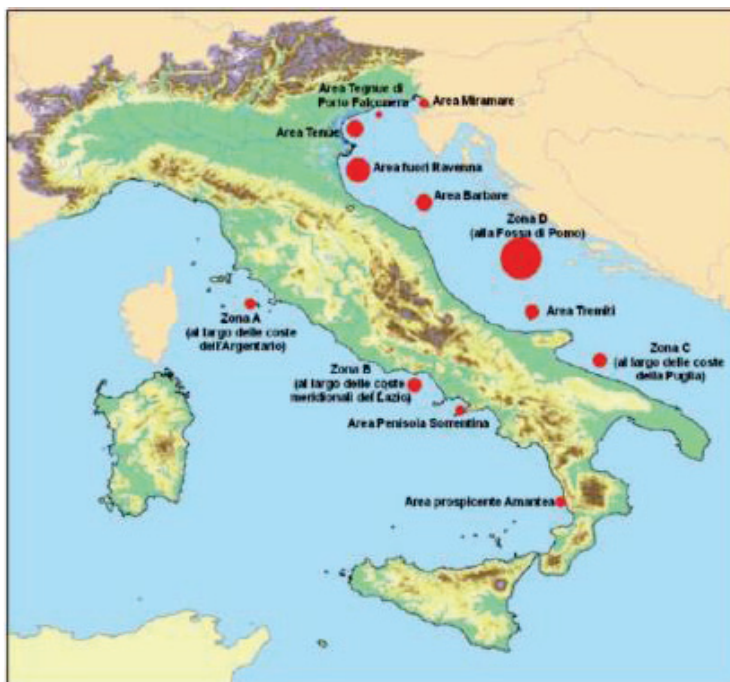 Area Tegnue di
Porto Falconera
Area Miramare
Area Tenue
Area fuori Ravenna
Area Barbare
Zona D
(alla Fossa di Pomo)
Area Tremiti
Zona A
(al largo delle coste
dell'Argentario)
Zona B
(al largo delle coste
meridionali del Lazio)
Zona C
(al largo delle coste
della Puglia)
Area Penisola Sorrentina
Area prospicente Amantea